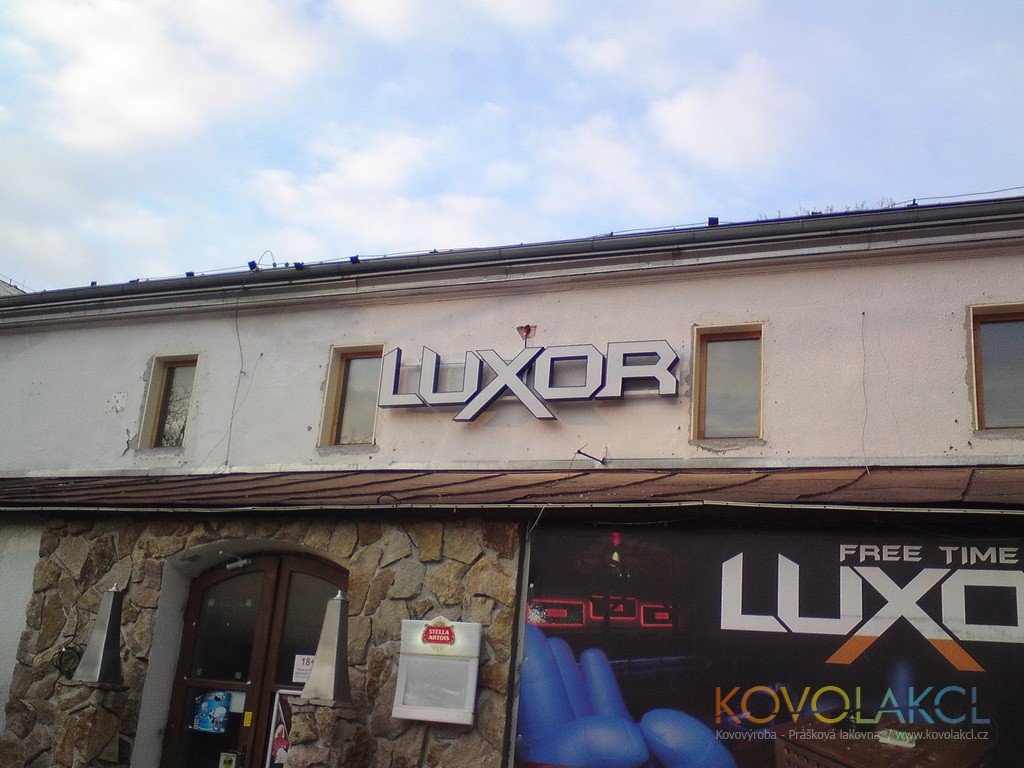 LUXOR
FREE TIME
LUXO
STELLA
ARTOIS
18+
KOVOLAKCL
Kovovýroba - Prášková lakovna / www.kovolakcl.cz